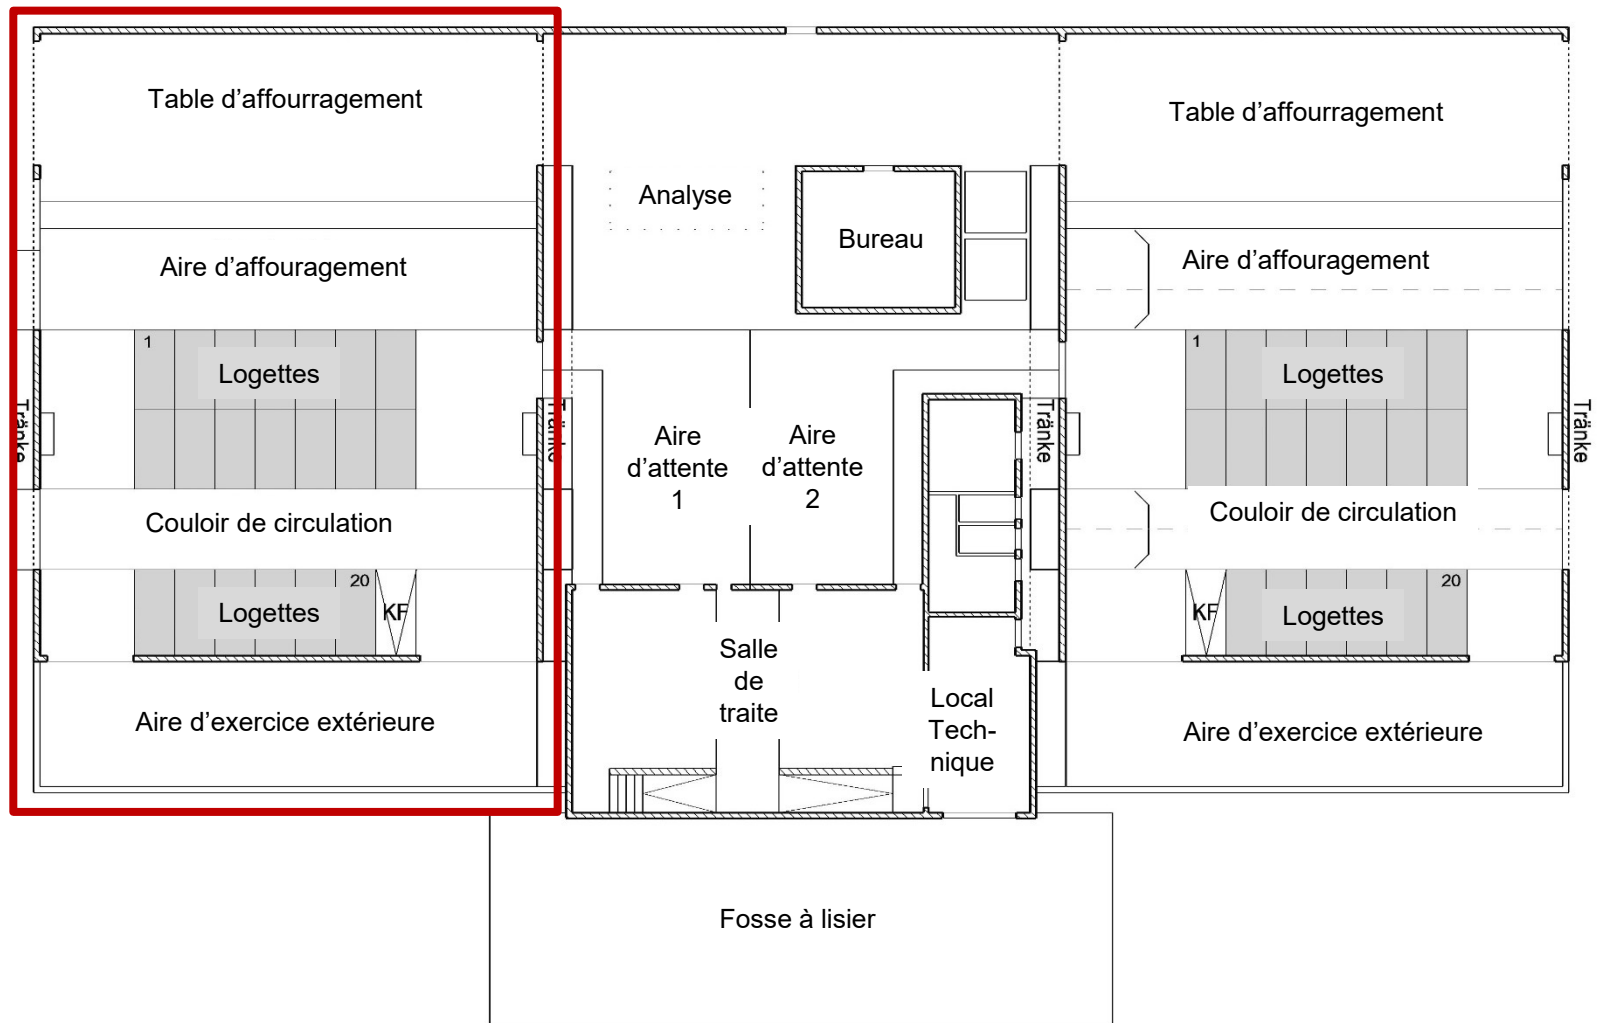 Table d’affourragement
Table d’affourragement
Analyse
Bureau
Aire d’affouragement
Aire d’affouragement
1
Logettes
1
Logettes
Tränke
Tränke
Tränke
Tränke
Aire
d’attente
1
Aire
d’attente
2
Couloir de circulation
Couloir de circulation
20
Logettes
KF
KF
20
Logettes
Salle
de
traite
Local
Tech-
nique
Aire d’exercice extérieure
Aire d’exercice extérieure
Fosse à lisier